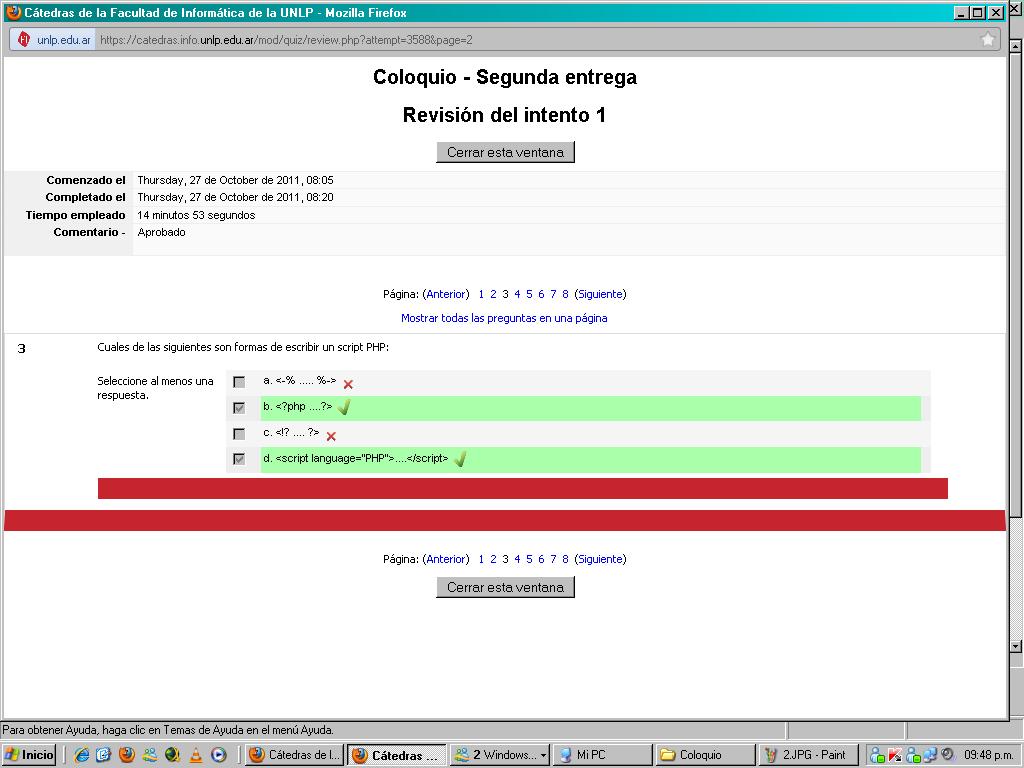 Cátedras de la Facultad de Informática de la UNLP - Mozilla Firefox
unlp.edu.ar https://catedras.info.unlp.edu.ar/mod/quiz/review.php?attempt=3588&page=2
Coloquio - Segunda entrega
Revisión del intento 1
Cerrar esta ventana
Comenzado el Thursday, 27 de October de 2011, 08:05
Completado el Thursday, 27 de October de 2011, 08:20
Tiempo empleado 14 minutos 53 segundos
Comentario - Aprobado
Página: (Anterior) 1 2 3 4 5 6 7 8 (Siguiente)
Mostrar todas las preguntas en una página
3 Cuales de las siguientes son formas de escribir un script PHP:
Seleccione al menos una
respuesta.
a. <-% ..... %->
b. <?php ....?>
c. <!? .... ?>
d. <script language="PHP">....</script>
Página: (Anterior) 1 2 3 4 5 6 7 8 (Siguiente)
Cerrar esta ventana
Para obtener Ayuda, haga clic en Temas de Ayuda en el menú Ayuda.
Inicio Cátedras de l... Cátedras ... 2 Windows... Mi PC Coloquio 2.JPG - Paint 09:48 p.m.